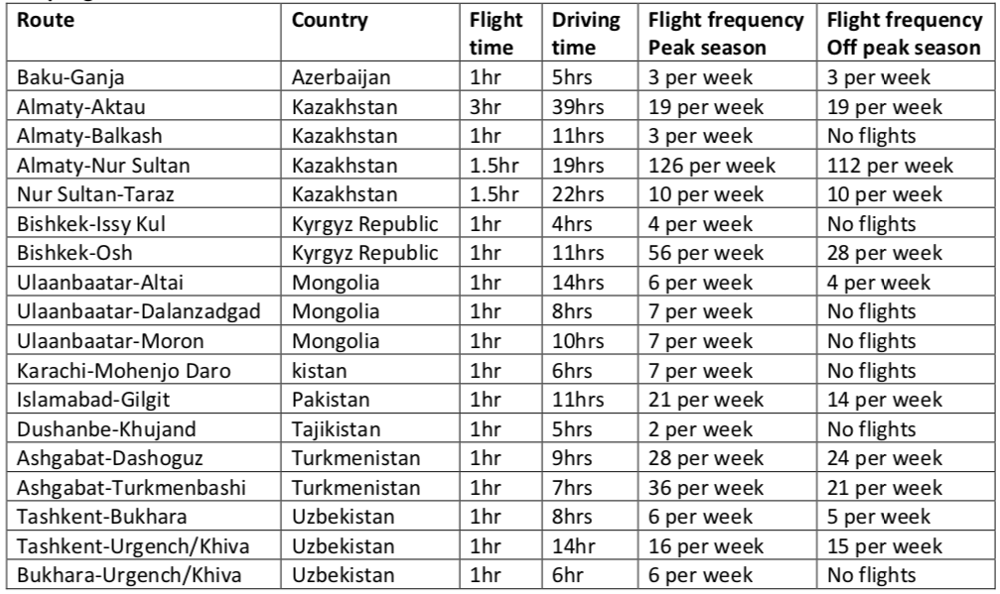 Route Country Flight time Driving time Flight frequency Peak season Flight frequency Off peak season
Baku-Ganja Azerbaijan 1hr 5hrs 3 per week 3 per week
Almaty-Aktau Kazakhstan 3hr 39hrs 19 per week 19 per week
Almaty-Balkash Kazakhstan 1hr 11hrs 3 per week No flights
Almaty-Nur Sultan Kazakhstan 1.5hr 19hrs 126 per week 112 per week
Nur Sultan-Taraz Kazakhstan 1.5hr 22hrs 10 per week 10 per week
Bishkek-Issy Kul Kyrgyz Republic 1hr 4hrs 4 per week No flights
Bishkek-Osh Kyrgyz Republic 1hr 11hrs 56 per week 28 per week
Ulaanbaatar-Altai Mongolia 1hr 14hrs 6 per week 4 per week
Ulaanbaatar-Dalanzadgad Mongolia 1hr 8hrs 7 per week No flights
Ulaanbaatar-Moron Mongolia 1hr 10hrs 7 per week No flights
Karachi-Mohenjo Daro kistan 1hr 6hrs 7 per week No flights
Islamabad-Gilgit Pakistan 1hr 11hrs 21 per week 14 per week
Dushanbe-Khujand Tajikistan 1hr 5hrs 2 per week No flights
Ashgabat-Dashoguz Turkmenistan 1hr 9hrs 28 per week 24 per week
Ashgabat-Turkmenbashi Turkmenistan 1hr 7hrs 36 per week 21 per week
Tashkent-Bukhara Uzbekistan 1hr 8hrs 6 per week 5 per week
Tashkent-Urgench/Khiva Uzbekistan 1hr 14hr 16 per week 15 per week
Bukhara-Urgench/Khiva Uzbekistan 1hr 6hr 6 per week No flights